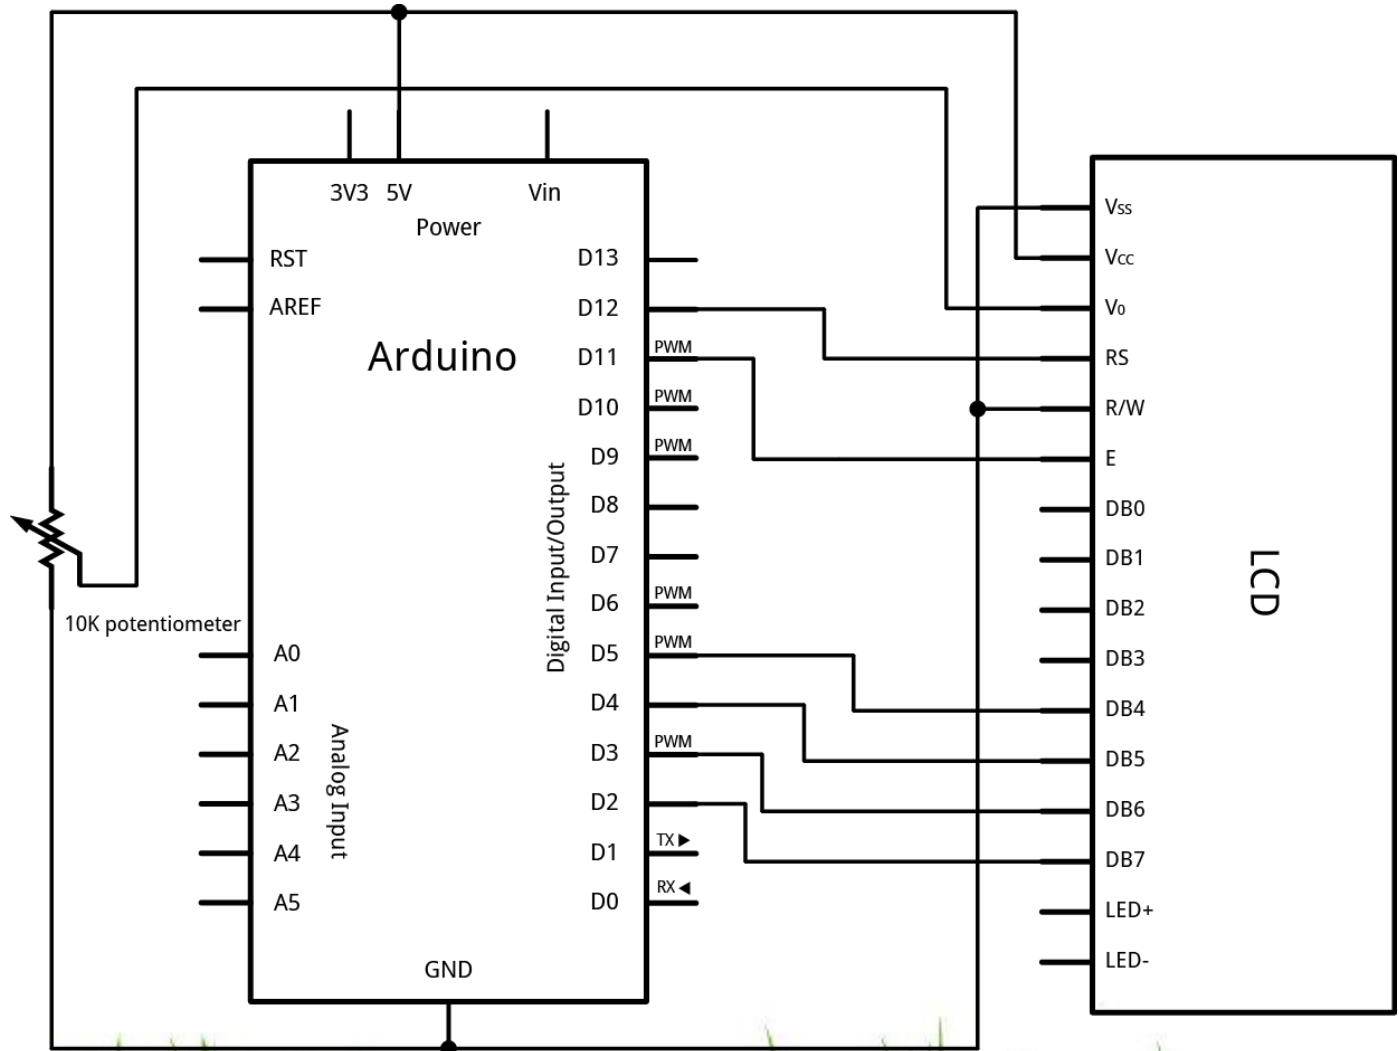 3V3 5V Vin
Power
RST
AREF
Arduino
10K potentiometer
A0
A1
A2
A3
A4
A5
Analog Input
Digital Input/Output
D13
D12
D11
D10
D9
D8
D7
D6
D5
D4
D3
D2
D1
D0
PWM
PWM
PWM
PWM
PWM
PWM
TX ▶
RX ◀
GND
Vss
Vcc
V0
RS
R/W
E
DB0
DB1
DB2
DB3
DB4
DB5
DB6
DB7
LED+
LED-
LCD